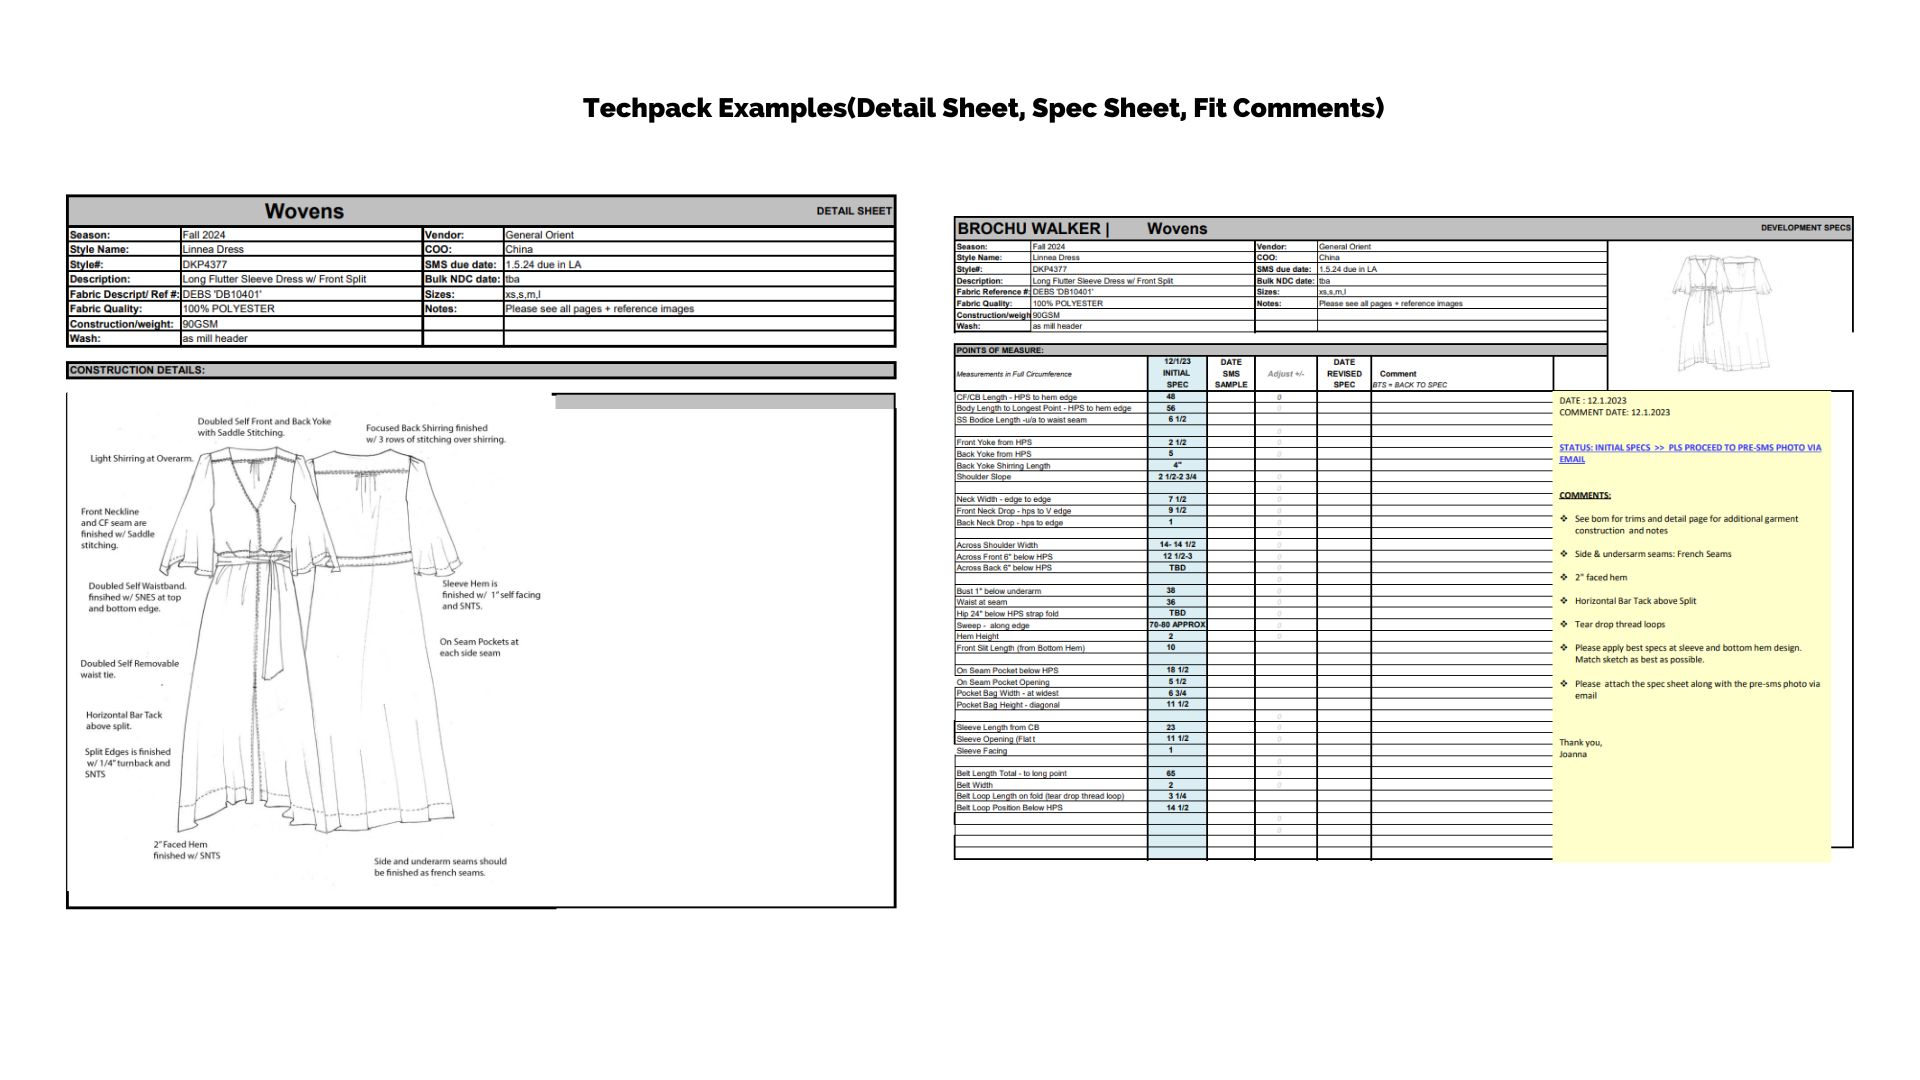 Techpack Examples(Detail Sheet, Spec Sheet, Fit Comments)
Wovens DETAIL SHEET
Season: Fall 2024 Vendor: General Orient
Style Name: Linnea Dress COO: China
Style#: DKP4377 SMS due date: 1.5.24 due in LA
Description: Long Flutter Sleeve Dress w/ Front Split Bulk NDC date: tba
Fabric Descript/ Ref #: DEBS 'DB10401' Sizes: xs,s,m,l
Fabric Quality: 100% POLYESTER Notes: Please see all pages + reference images
Construction/weight: 90GSM
Wash: as mill header
CONSTRUCTION DETAILS:
Doubled Self Front and Back Yoke
with Saddle Stitching.
Focused Back Shirring finished
w/ 3 rows of stitching over shirring.
Light Shirring at Overarm.
Front Neckline
and CF seam are
finished w/ Saddle
stitching.
Doubled Self Waistband.
finsihed w/ SNES at top
and bottom edge.
Sleeve Hem is
finished w/ 1" self facing
and SNTS.
On Seam Pockets at
each side seam
Doubled Self Removable
waist tie.
Horizontal Bar Tack
above split.
Split Edges is finished
w/ 1/4" turnback and
SNTS
2" Faced Hem
finished w/ SNTS
Side and underarm seams should
be finished as french seams.
BROCHU WALKER | Wovens DEVELOPMENT SPECS
Season: Fall 2024 Vendor: General Orient
Style Name: Linnea Dress COO: China
Style#: DKP4377 SMS due date: 1.5.24 due in LA
Description: Long Flutter Sleeve Dress w/ Front Split Bulk NDC date: tba
Fabric Reference #: DEBS 'DB10401' Sizes: xs,s,m,l
Fabric Quality: 100% POLYESTER Notes: Please see all pages + reference images
Construction/weigh 90GSM
Wash: as mill header
POINTS OF MEASURE:
Measurements in Full Circumference
12/1/23
INITIAL
SPEC
DATE
SMS
SAMPLE
Adjust +/-
DATE
REVISED
SPEC
Comment
BTS = BACK TO SPEC
CF/CB Length - HPS to hem edge 48 0
Body Length to Longest Point - HPS to hem edge 56
SS Bodice Length -u/a to waist seam 6 1/2
0
Front Yoke from HPS 2 1/2 0
Back Yoke from HPS 5 0
Back Yoke Shirring Length 4"
Shoulder Slope 2 1/2-2 3/4 0
0
Neck Width - edge to edge 7 1/2 0
Front Neck Drop - hps to V edge 9 1/2 0
Back Neck Drop - hps to edge 1 0
0
Across Shoulder Width 14- 14 1/2 0
Across Front 6" below HPS 12 1/2-3 0
Across Back 6" below HPS TBD 0
0
Bust 1" below underarm 38 0
Waist at seam 36 0
Hip 24" below HPS strap fold TBD 0
Sweep - along edge 70-80 APPROX 0
Hem Height 2 0
Front Slit Length (from Bottom Hem) 10
On Seam Pocket below HPS 18 1/2
On Seam Pocket Opening 5 1/2
Pocket Bag Width - at widest 6 3/4
Pocket Bag Height - diagonal 11 1/2
0
Sleeve Length from CB 23 0
Sleeve Opening (Flat t 11 1/2 0
Sleeve Facing 1
0
Belt Length Total - to long point 65 0
Belt Width 2 0
Belt Loop Length on fold (tear drop thread loop) 3 1/4
Belt Loop Position Below HPS 14 1/2
0
0
DATE : 12.1.2023
COMMENT DATE: 12.1.2023
STATUS: INITIAL SPECS >> PLS PROCEED TO PRE-SMS PHOTO VIA
EMAIL
COMMENTS:
❖ See bom for trims and detail page for additional garment
construction and notes
❖ Side & undersarm seams: French Seams
❖ 2" faced hem
❖ Horizontal Bar Tack above Split
❖ Tear drop thread loops
❖ Please apply best specs at sleeve and bottom hem design.
Match sketch as best as possible.
❖ Please attach the spec sheet along with the pre-sms photo via
email
Thank you,
Joanna